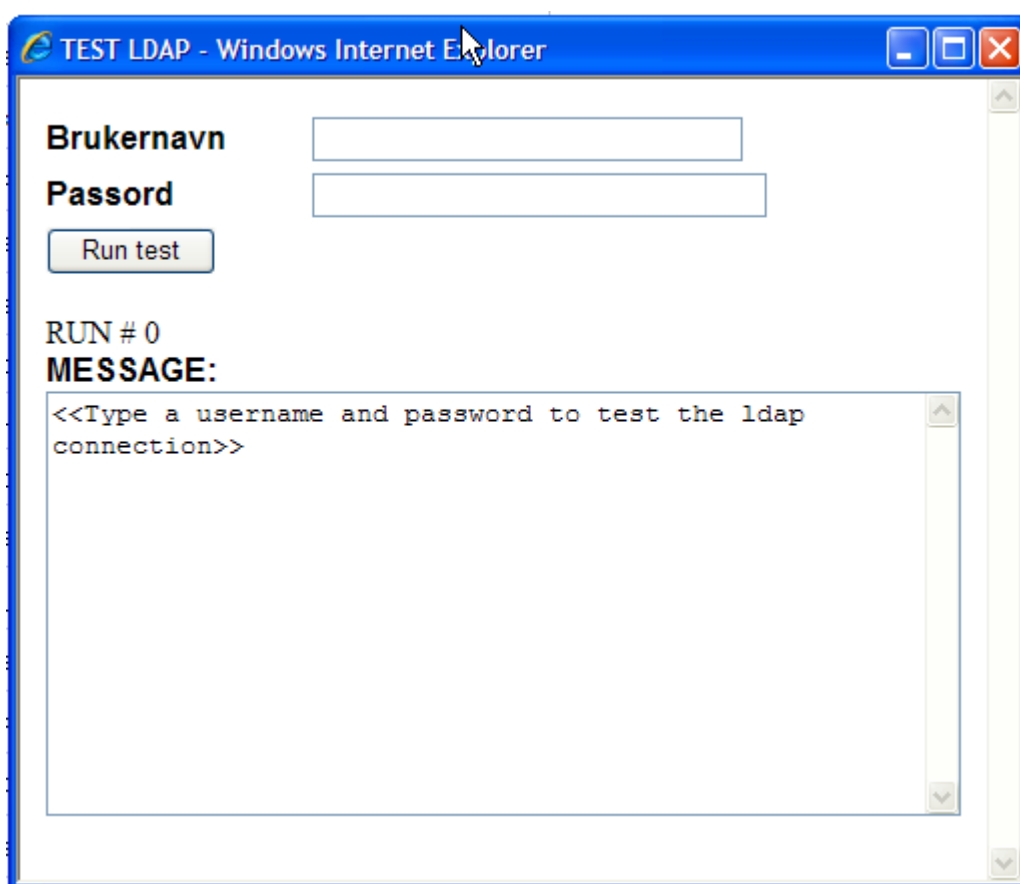 TEST LDAP - Windows Internet Explorer
Brukernavn
Passord
Run test
RUN # 0
MESSAGE:
<<Type a username and password to test the ldap
connection>>